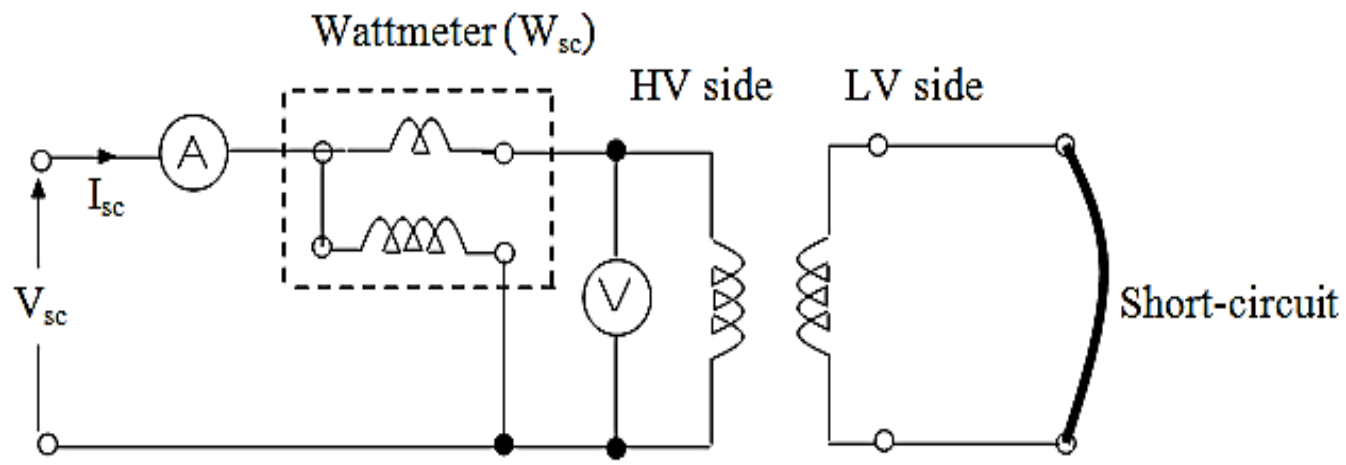 Wattmeter (Wsc)
HV side
LV side
A
Isc
Vsc
V
Short-circuit